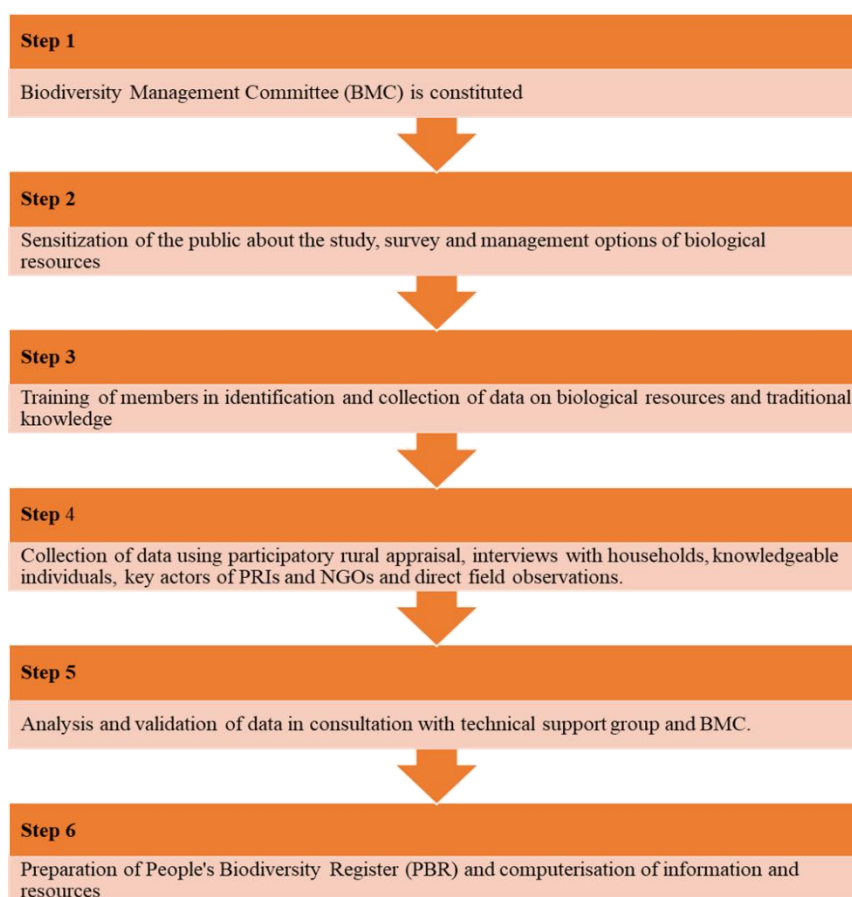 Step 1
Biodiversity Management Committee (BMC) is constituted
Step 2
Sensitization of the public about the study, survey and management options of biological
resources
Step 3
Training of members in identification and collection of data on biological resources and traditional
knowledge
Step 4
Collection of data using participatory rural appraisal, interviews with households, knowledgeable
individuals, key actors of PRIs and NGOs and direct field observations.
Step 5
Analysis and validation of data in consultation with technical support group and BMC.
Step 6
Preparation of People's Biodiversity Register (PBR) and computerisation of information and
resources